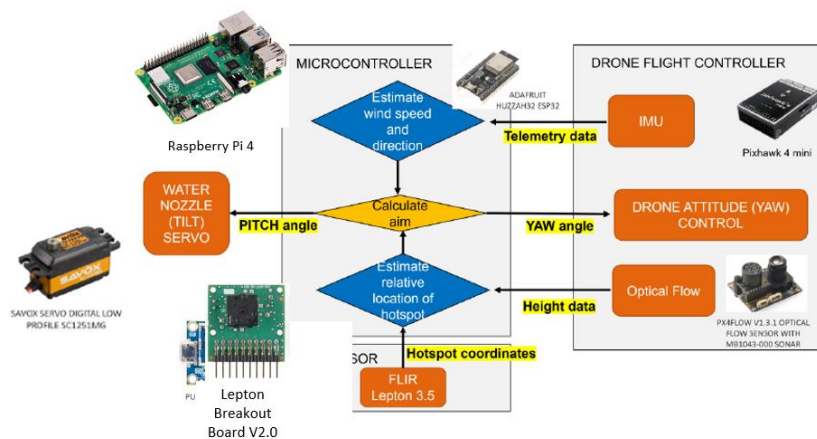 MICROCONTROLLER
DRONE FLIGHT CONTROLLER
Raspberry Pi 4
ADAFRUIT
HUZZAH32 ESP32
Estimate
wind speed
and
direction
Telemetry data
IMU
Pixhawk 4 mini
WATER
NOZZLE
(TILT)
SERVO
PITCH angle
Calculate
aim
YAW angle
DRONE ATTITUDE (YAW)
CONTROL
SAVOX
SAVOX SERVO DIGITAL LOW
PROFILE SC1251MG
Estimate
relative
location of
hotspot
Height data
Optical Flow
PX4FLOW V1.3.1 OPTICAL
FLOW SENSOR WITH
MB1043-000 SONAR
PU
Lepton
Breakout
Board V2.0
SOR
Hotspot coordinates
FLIR
Lepton 3.5